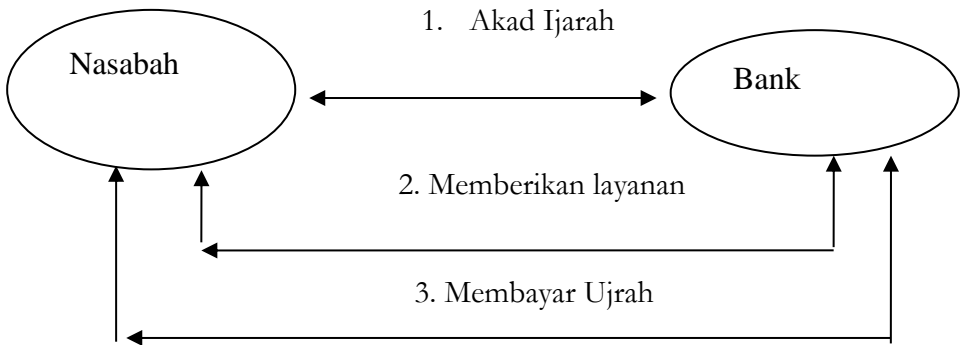 1. Akad Ijarah
Nasabah
Bank
2. Memberikan layanan
3. Membayar Ujrah